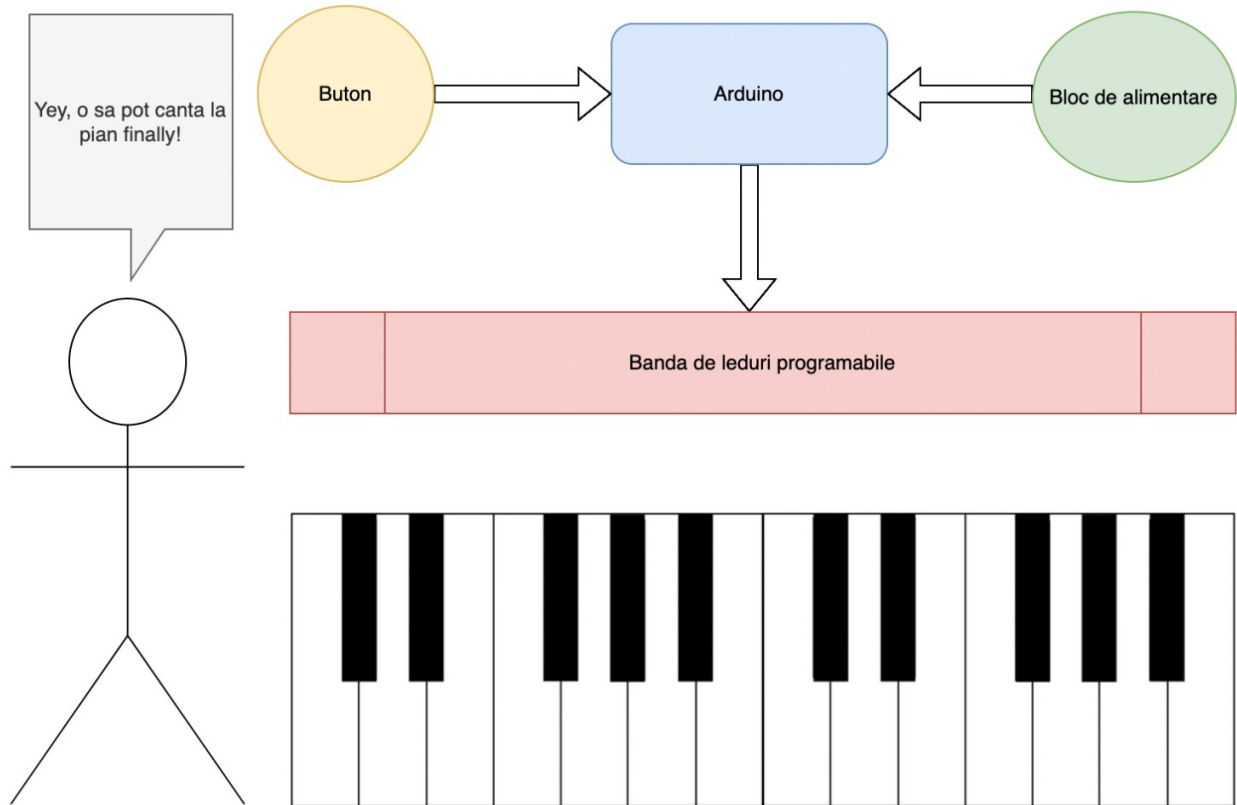 Yey, o sa pot canta la
pian finally!
Buton
Arduino
Bloc de alimentare
Banda de leduri programabile